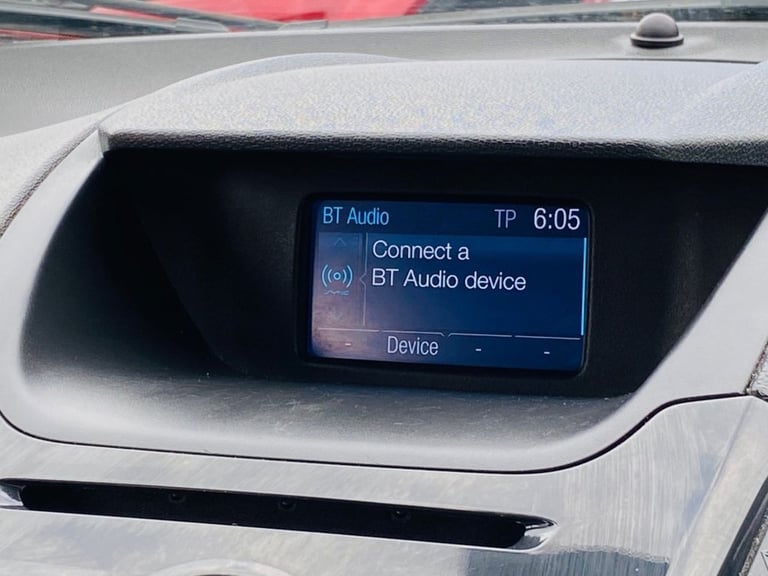 BT Audio TP 6:05
Connect a
BT Audio device
- Device - -